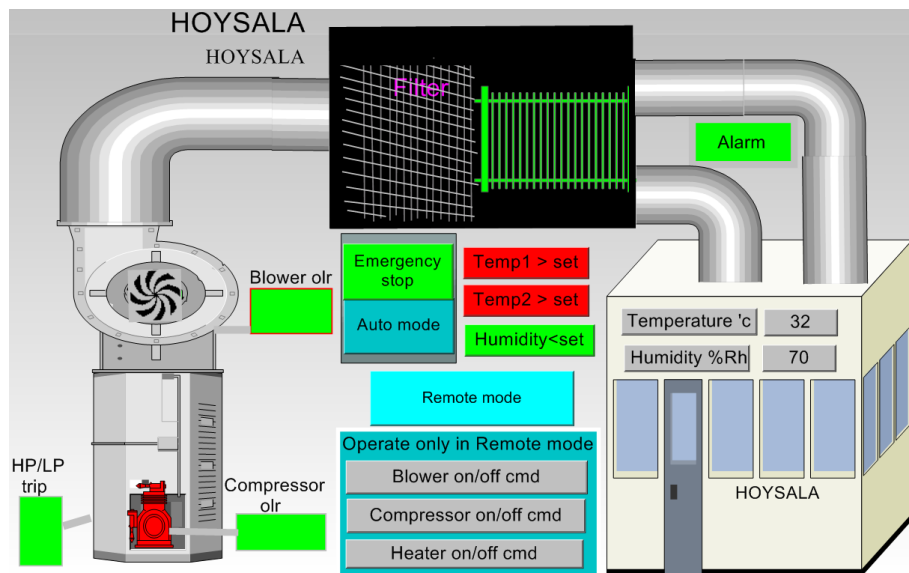 HOYSALA
HOYSALA
Filter
Alarm
Blower olr
Emergency
stop
Auto mode
Temp1 > set
Temp2 > set
Humidity<set
Temperature 'c
32
Humidity %Rh
70
Remote mode
Operate only in Remote mode
Blower on/off cmd
Compressor on/off cmd
Heater on/off cmd
HP/LP
trip
Compressor
olr
HOYSALA